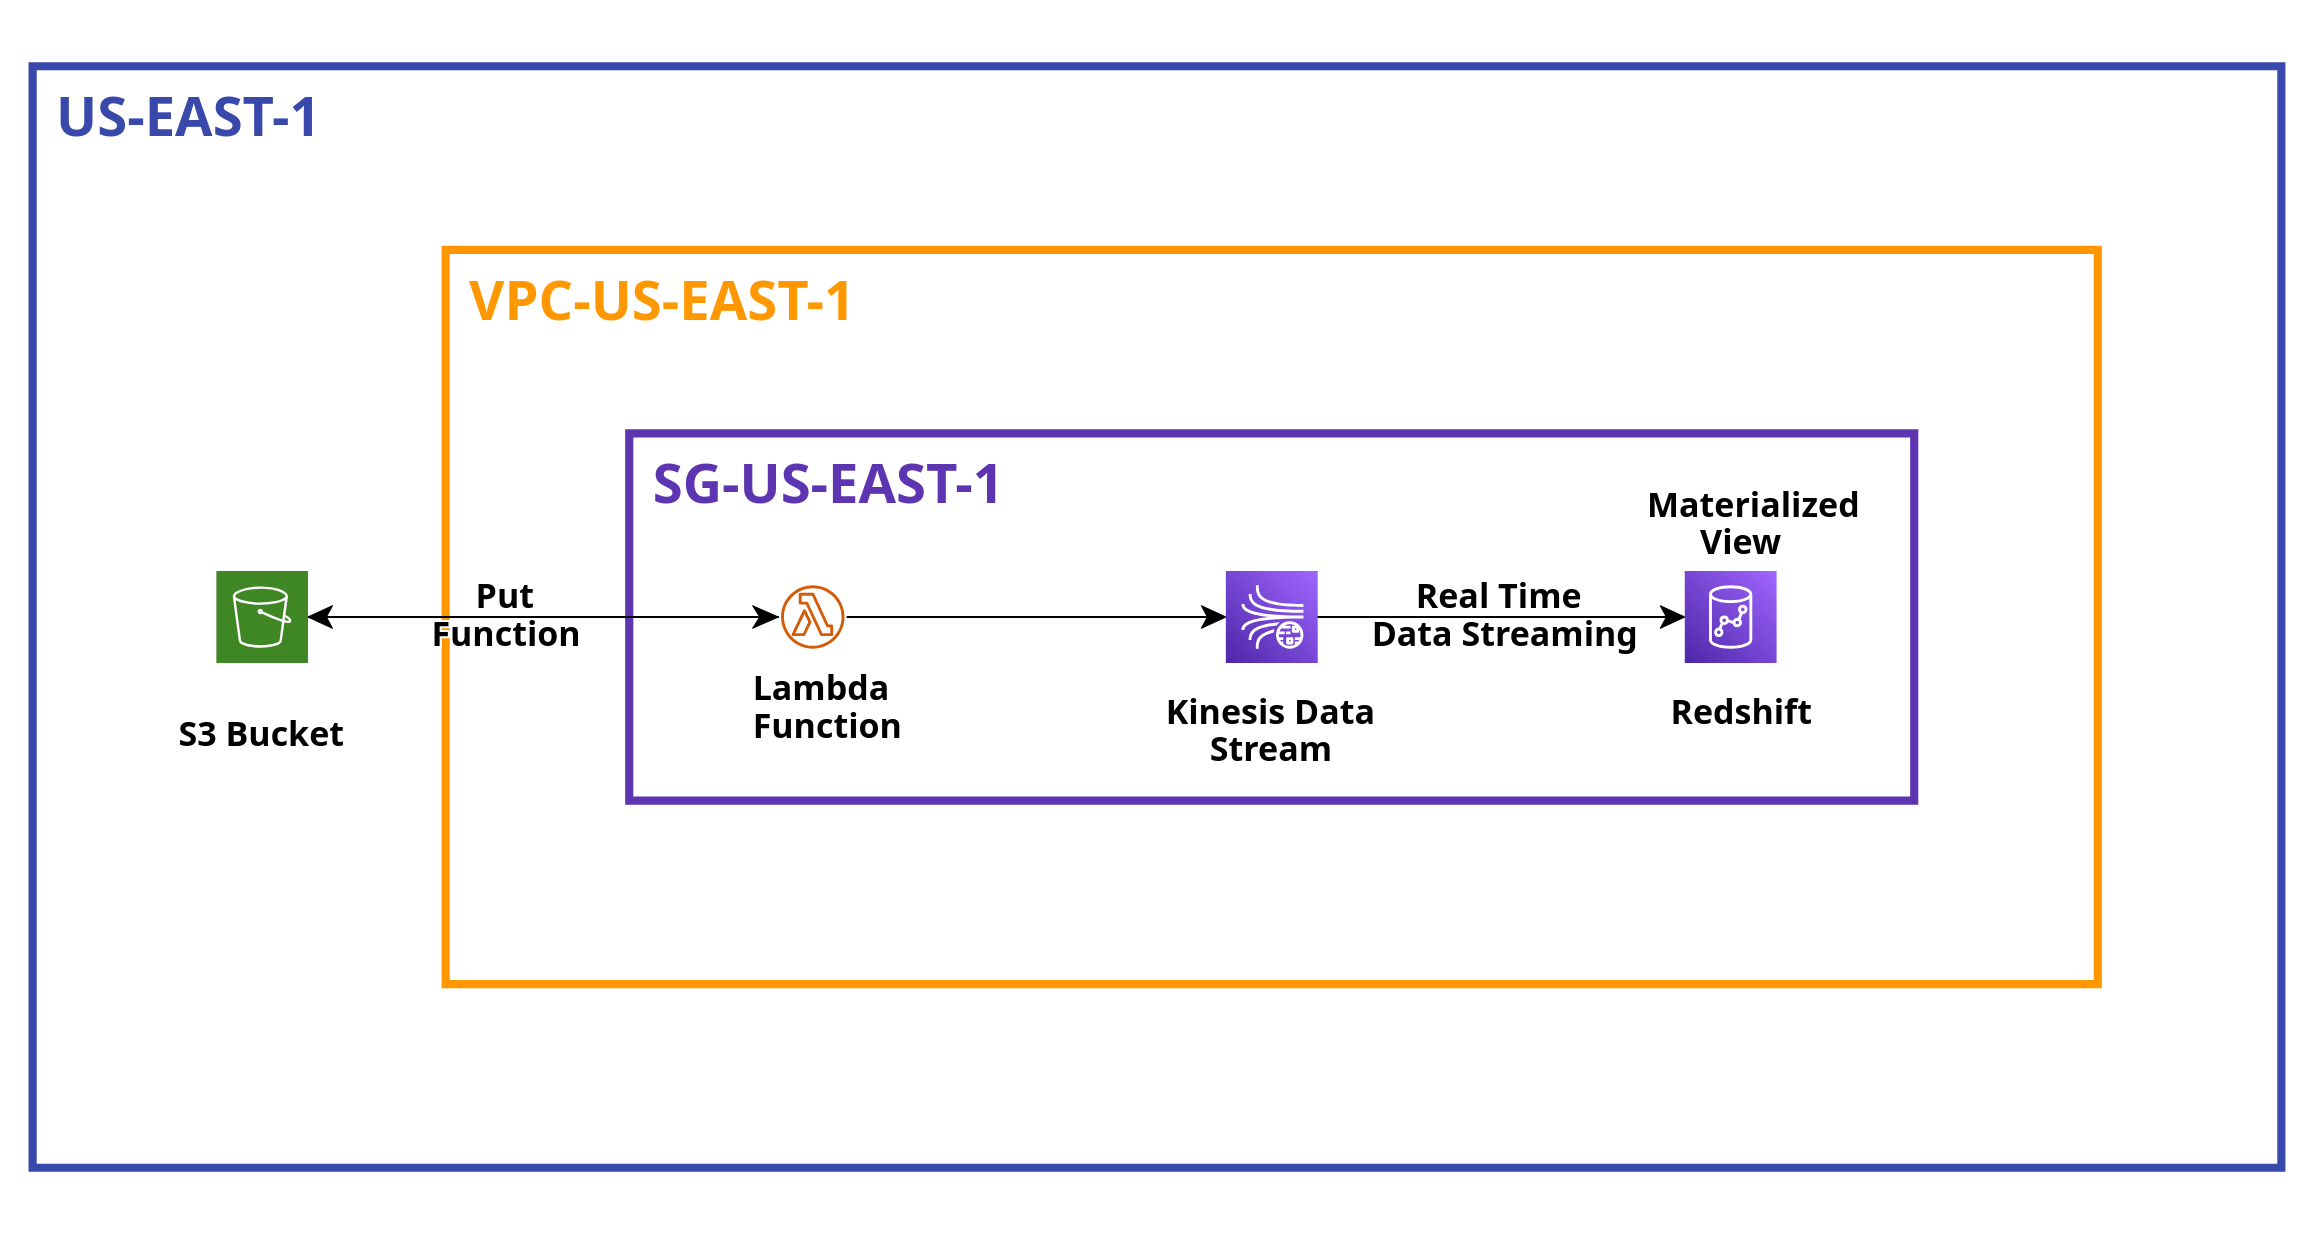 US-EAST-1
VPC-US-EAST-1
SG-US-EAST-1
Materialized
View
Put
Function
Real Time
Data Streaming
Lambda
Function
S3 Bucket
Kinesis Data
Stream
Redshift